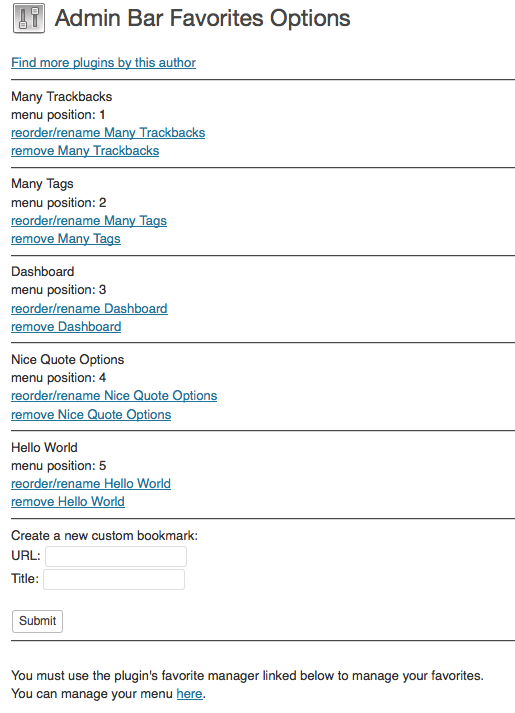 Admin Bar Favorites Options
Find more plugins by this author
Many Trackbacks
menu position: 1
reorder/rename Many Trackbacks
remove Many Trackbacks
Many Tags
menu position: 2
reorder/rename Many Tags
remove Many Tags
Dashboard
menu position: 3
reorder/rename Dashboard
remove Dashboard
Nice Quote Options
menu position: 4
reorder/rename Nice Quote Options
remove Nice Quote Options
Hello World
menu position: 5
reorder/rename Hello World
remove Hello World
Create a new custom bookmark:
URL:
Title:
Submit
You must use the plugin's favorite manager linked below to manage your favorites.
You can manage your menu here.